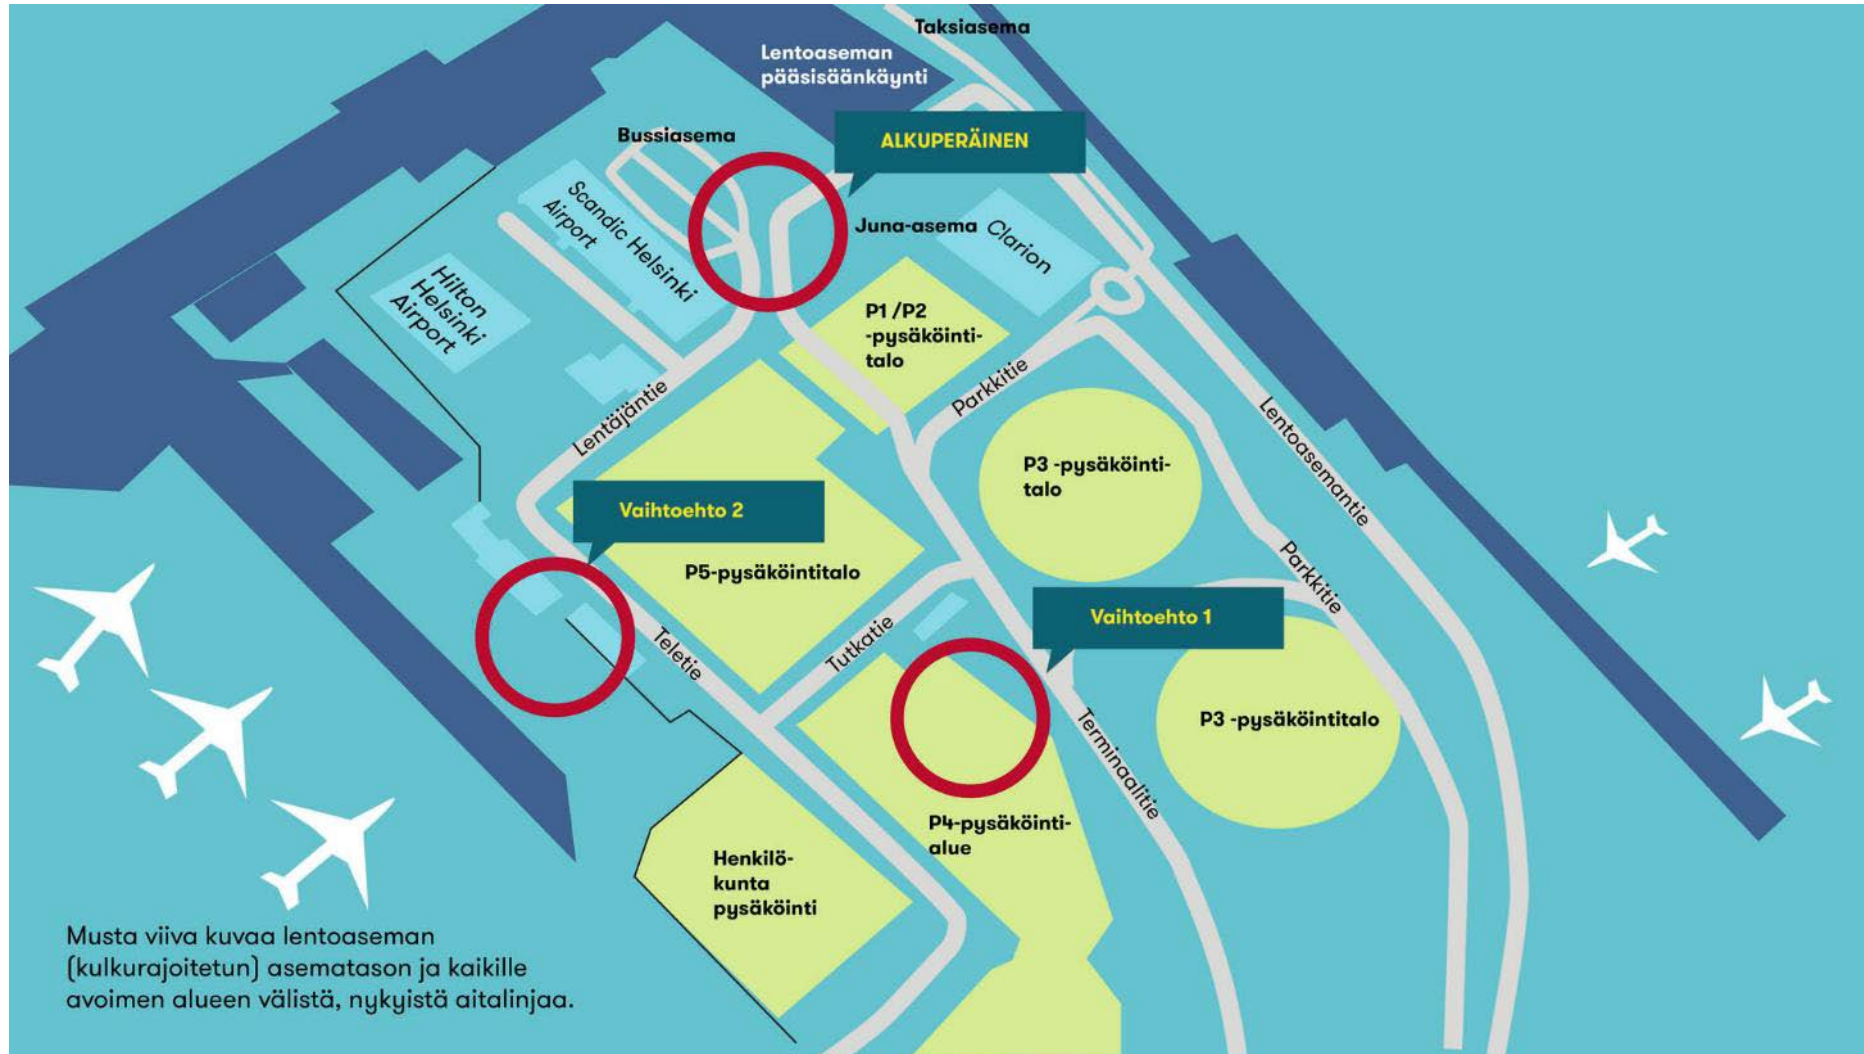 Taksiasema
Lentoaseman
pääsisäänkäynti
Bussiasema
ALKUPERÄINEN
Scandic Helsinki
Airport
Juna-asema
Clarion
Hilton
Helsinki
Airport
P1 /P2
-pysäköinti-
talo
Parkkitie
Lentäjäntie
Lentoasemantie
P3 -pysäköinti-
talo
Vaihtoehto 2
P5-pysäköintitalo
Parkkitie
Vaihtoehto 1
Teletie
Tutkatie
Terminaalitie
P3 -pysäköintitalo
P4-pysäköinti-
alue
Henkilö-
kunta
pysäköinti
Musta viiva kuvaa lentoaseman
(kulkurajoitetun) asematason ja kaikille
avoimen alueen välistä, nykyistä aitalinjaa.